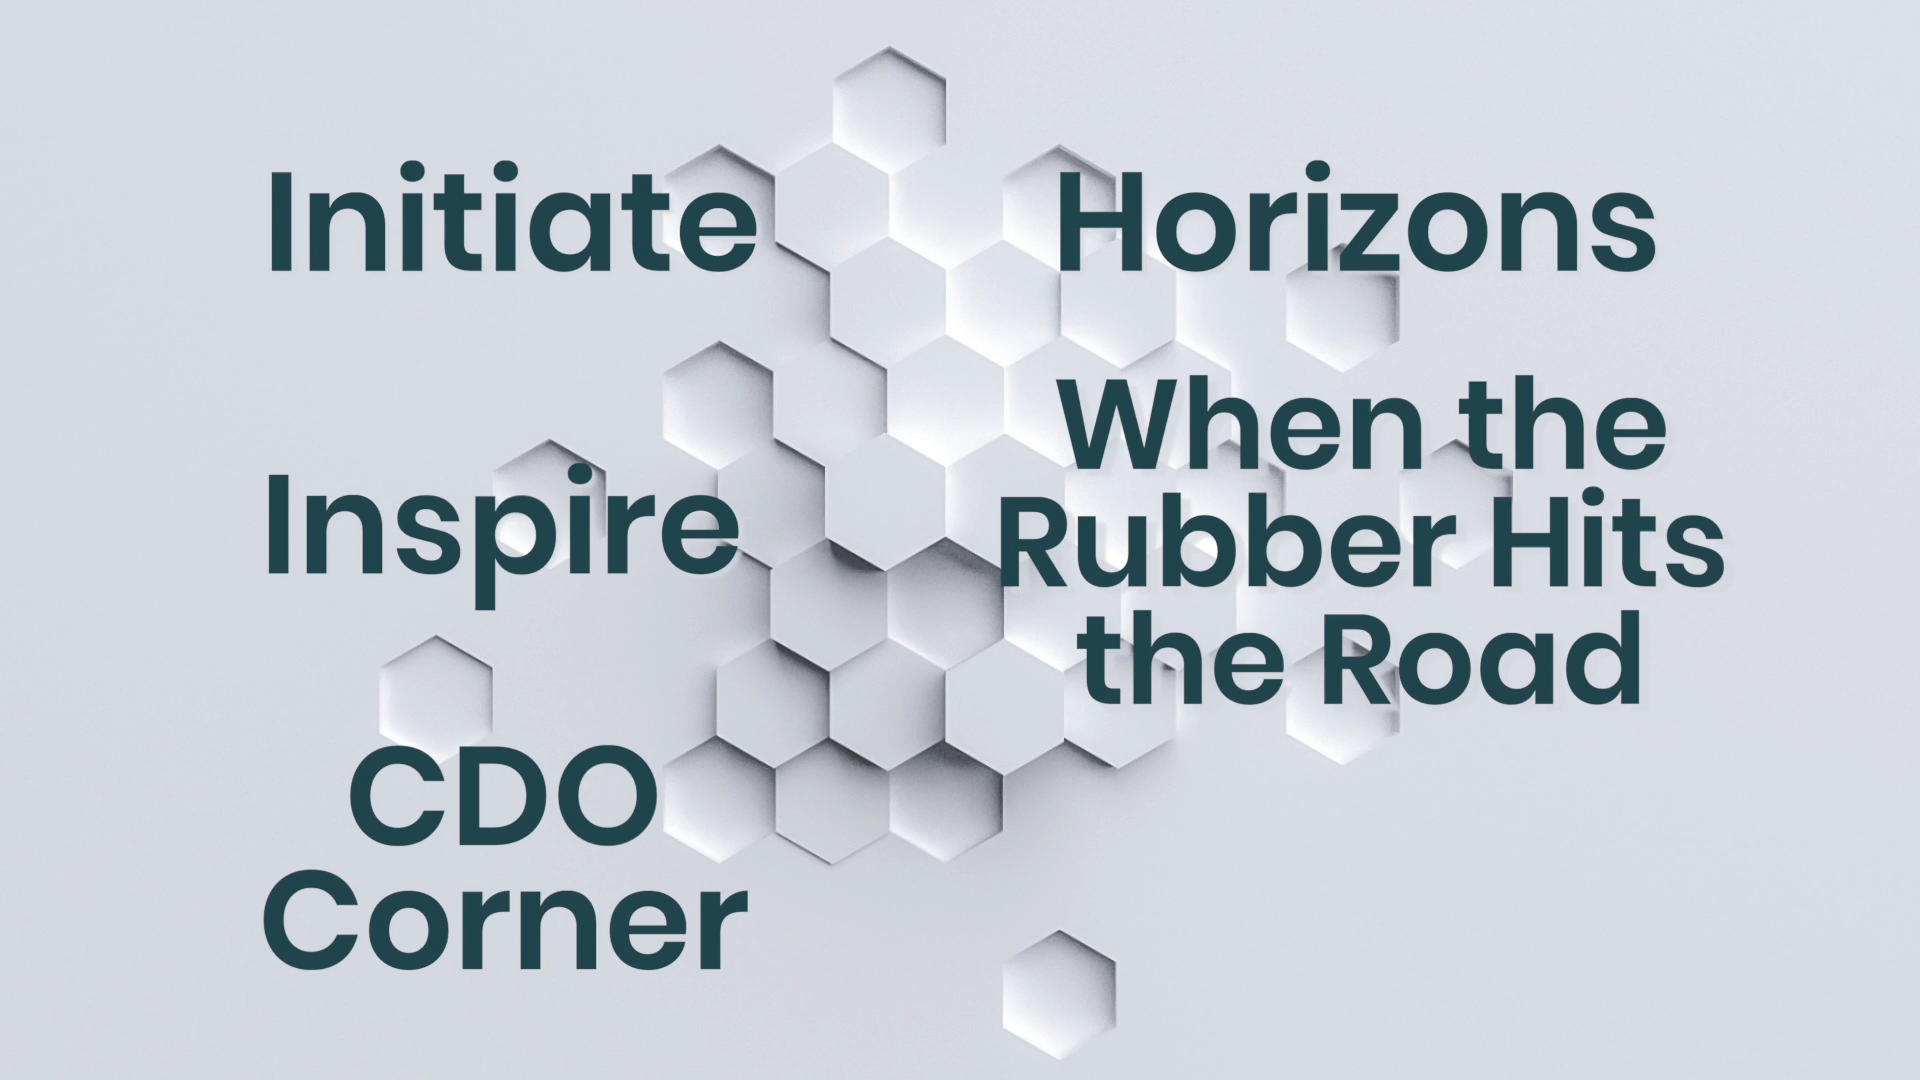 Initiate
Inspire
CDO
Corner
Horizons
When the
Rubber Hits
the Road